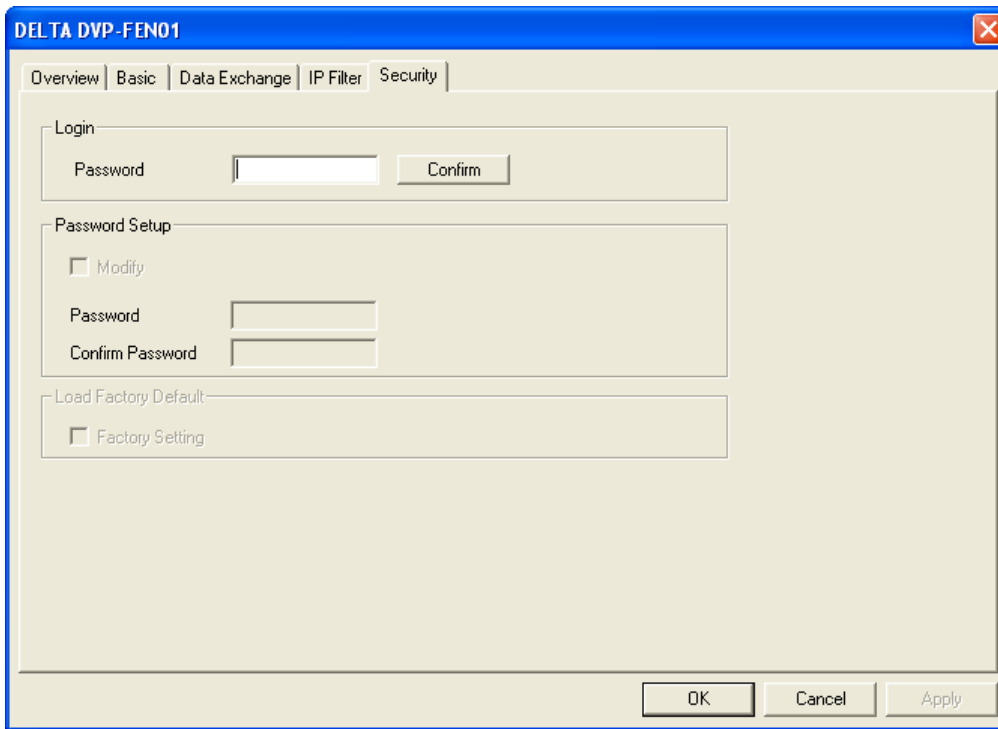 DELTA DVP-FEN01
Overview Basic Data Exchange IP Filter Security
Login
Password Confirm
Password Setup
Modify
Password
Confirm Password
Load Factory Default
Factory Setting
OK Cancel Apply